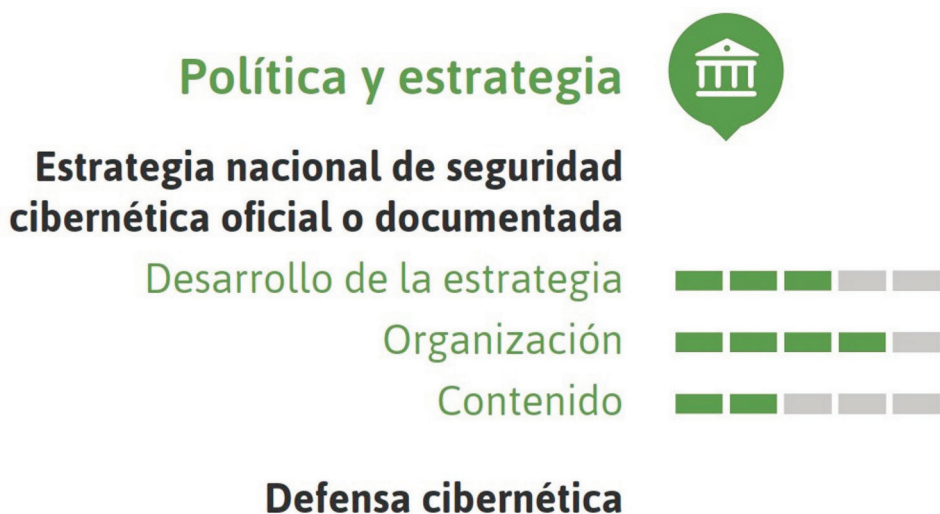 Política y estrategia
Estrategia nacional de seguridad
cibernética oficial o documentada
Desarrollo de la estrategia
Organización
Contenido
Defensa cibernética